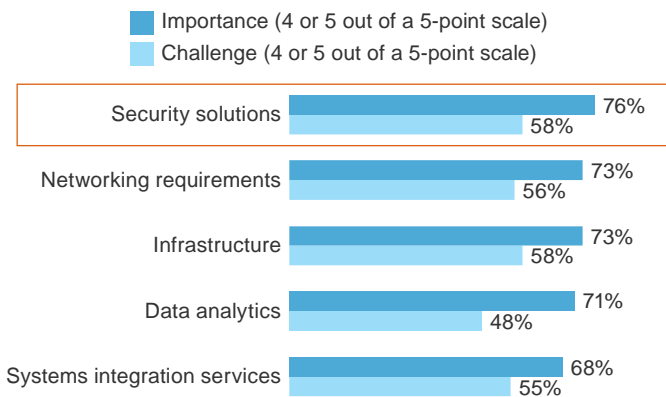 Importance (4 or 5 out of a 5-point scale)
Challenge (4 or 5 out of a 5-point scale)
Security solutions
76%
58%
Networking requirements
73%
56%
Infrastructure
73%
58%
Data analytics
71%
48%
Systems integration services
68%
55%